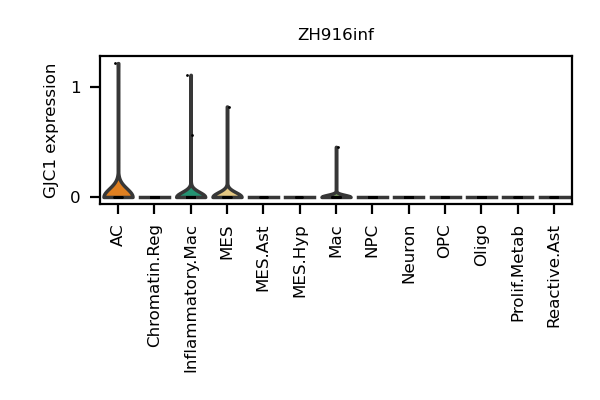 ZH916inf
GJC1 expression
1
0
AC
Chromatin.Reg
Inflammatory.Mac
MES
MES.Ast
MES.Hyp
Mac
NPC
Neuron
OPC
Oligo
Prolif.Metab
Reactive.Ast